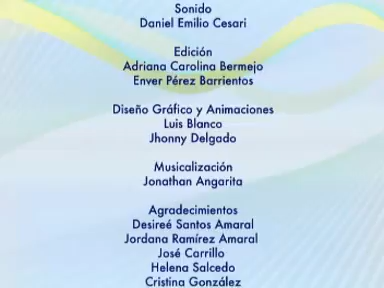 Sonido
Daniel Emilio Cesari
Edición
Adriana Carolina Bermejo
Enver Pérez Barrientos
Diseño Gráfico y Animaciones
Luis Blanco
Jhonny Delgado
Musicalización
Jonathan Angarita
Agradecimientos
Desireé Santos Amaral
Jordana Ramírez Amaral
José Carrillo
Helena Salcedo
Cristina González